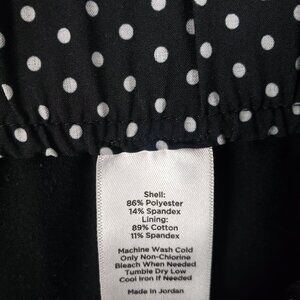 Shell:
86% Polyester
14% Spandex
Lining:
89% Cotton
11% Spandex
Machine Wash Cold
Only Non-Chlorine
Bleach When Needed
Tumble Dry Low
Cool Iron If Needed
Made in Jordan